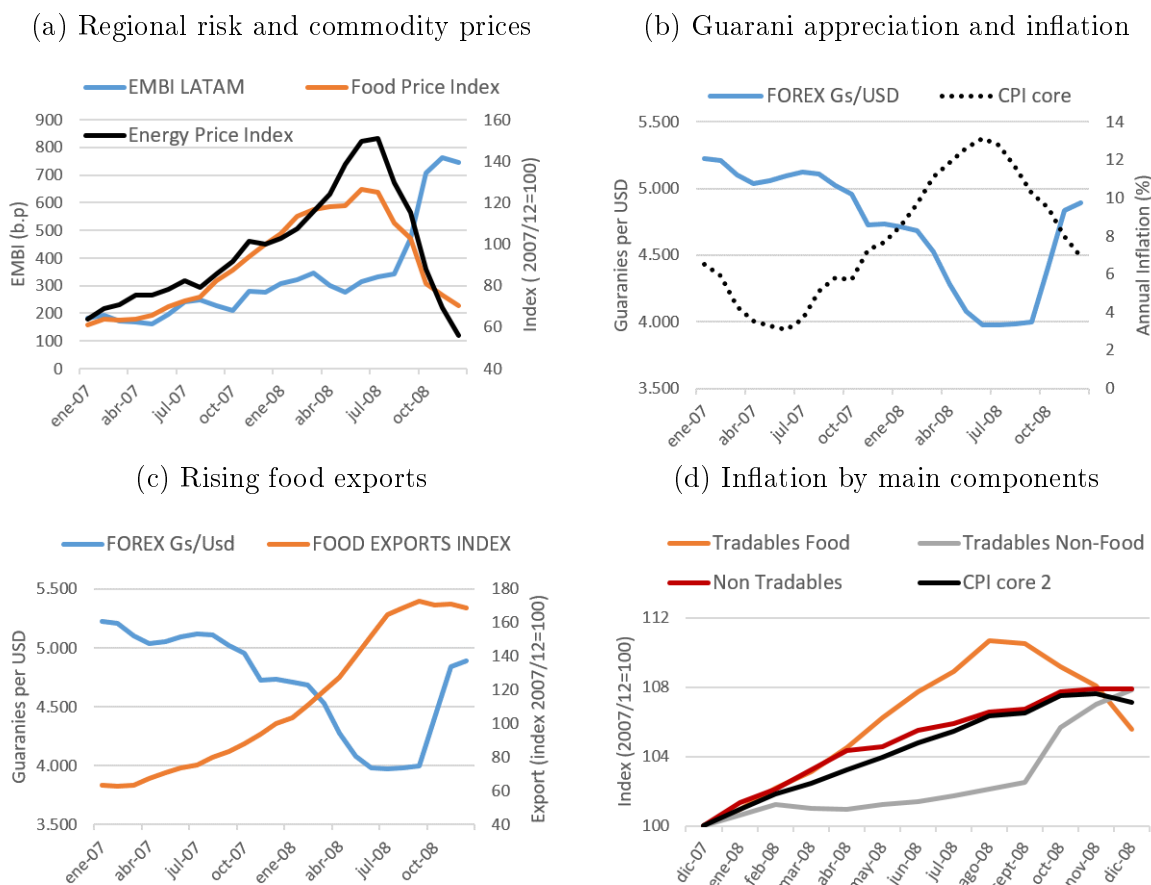 (a) Regional risk and commodity prices
EMBI LATAM
Food Price Index
Energy Price Index
EMBI (b.p)
900
800
700
600
500
400
300
200
100
0
160
140
120
100
80
60
40
Index ( 2007/12=100)
ene-07
abr-07
jul-07
oct-07
ene-08
abr-08
jul-08
oct-08
(b) Guarani appreciation and inflation
FOREX Gs/USD
CPI core
Guaranies per USD
5.500
5.000
4.500
4.000
3.500
14
12
10
8
6
4
2
0
Annual Inflation (%)
ene-07
abr-07
jul-07
oct-07
ene-08
abr-08
jul-08
oct-08
(c) Rising food exports
FOREX Gs/Usd
FOOD EXPORTS INDEX
Guaranies per USD
5.500
5.000
4.500
4.000
3.500
180
160
140
120
100
80
60
40
Export (index 2007/12=100)
ene-07
abr-07
jul-07
oct-07
ene-08
abr-08
jul-08
oct-08
(d) Inflation by main components
Tradables Food
Tradables Non-Food
Non Tradables
CPI core 2
Index (2007/12=100)
112
108
104
100
dic-07
ene-08
feb-08
mar-08
abr-08
may-08
jun-08
jul-08
ago-08
sept-08
oct-08
nov-08
dic-08